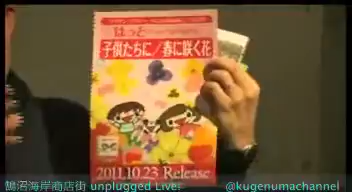 はっと
子供たちに/春に咲く花
2011.10.23 Release
鵠沼海岸商店街 unplugged Live!
@kugenumachannel